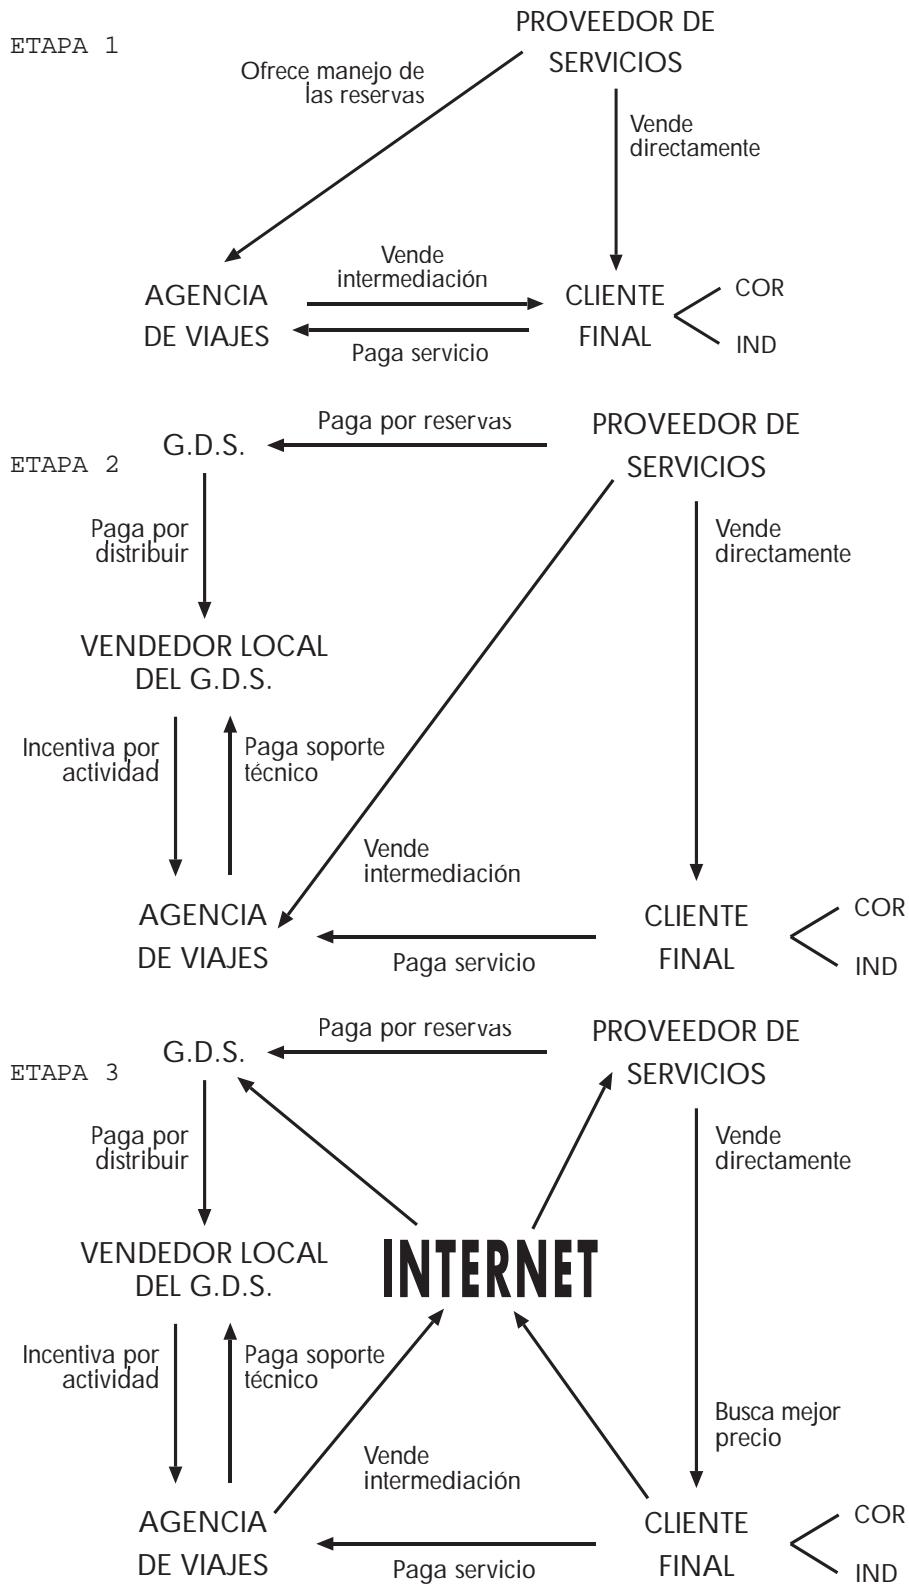 ETAPA 1
PROVEEDOR DE
SERVICIOS
Ofrece manejo de
las reservas
Vende
directamente
Vende
intermediación
AGENCIA
DE VIAJES
CLIENTE
FINAL
COR
IND
Paga servicio
ETAPA 2
G.D.S.
Paga por reservas
PROVEEDOR DE
SERVICIOS
Paga por
distribuir
Vende
directamente
VENDEDOR LOCAL
DEL G.D.S.
Incentiva por
actividad
Paga soporte
técnico
Vende
intermediación
AGENCIA
DE VIAJES
Paga servicio
CLIENTE
FINAL
COR
IND
ETAPA 3
G.D.S.
Paga por reservas
PROVEEDOR DE
SERVICIOS
Paga por
distribuir
Vende
directamente
VENDEDOR LOCAL
DEL G.D.S.
INTERNET
Incentiva por
actividad
Paga soporte
técnico
Busca mejor
precio
Vende
intermediación
AGENCIA
DE VIAJES
Paga servicio
CLIENTE
FINAL
COR
IND